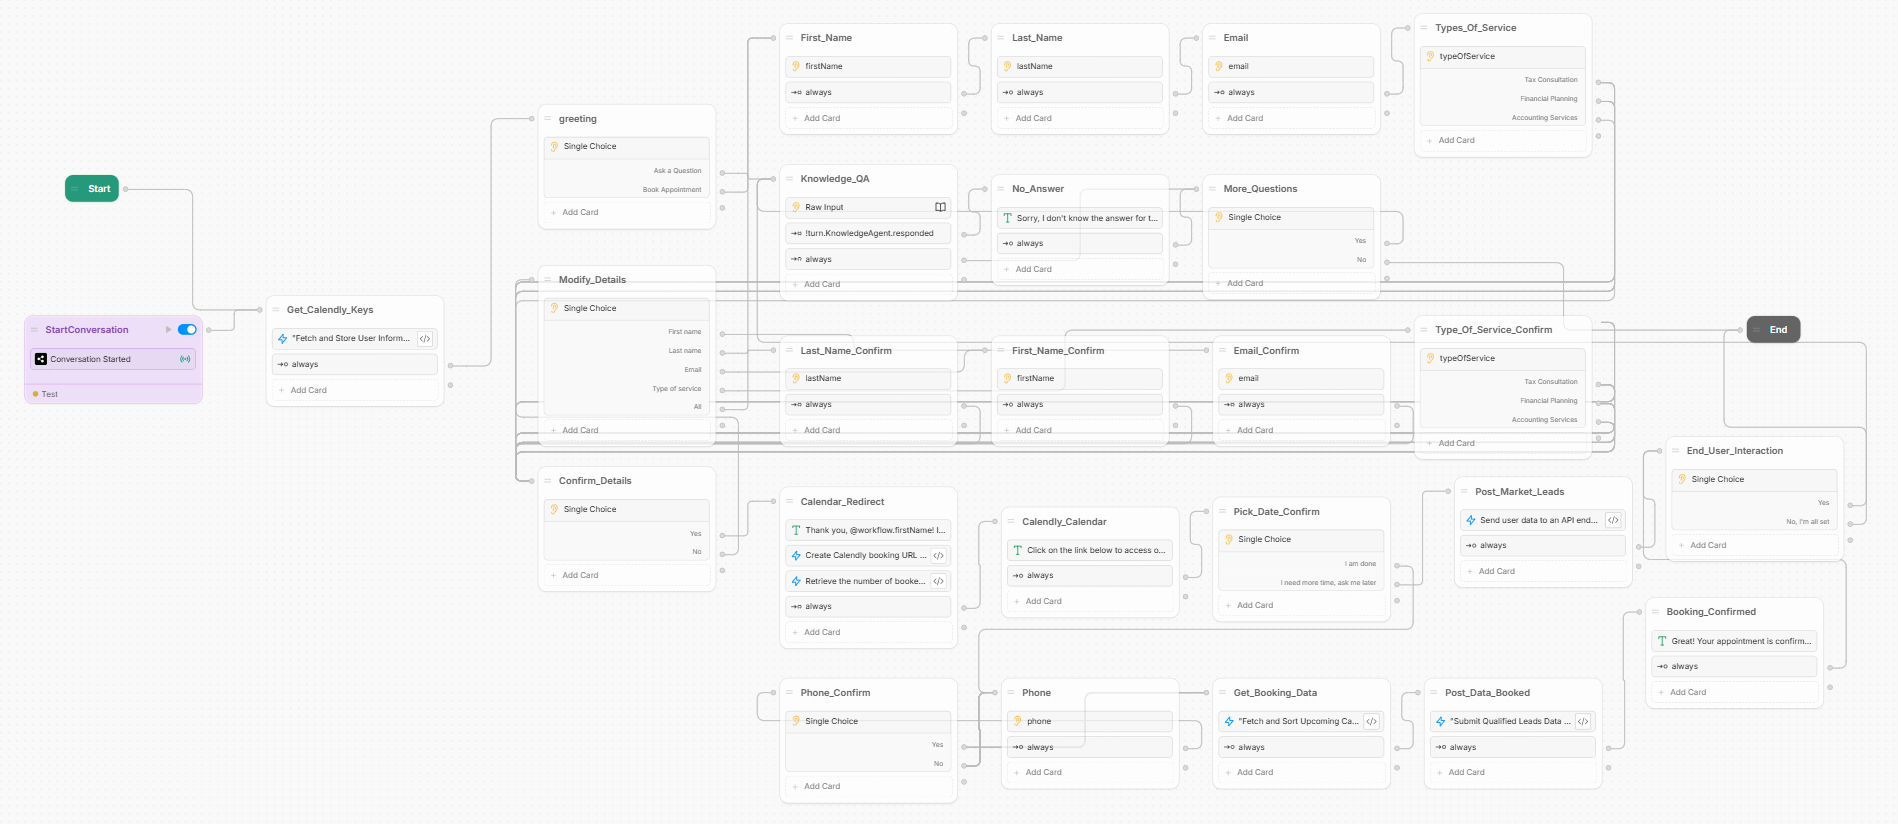 Start
StartConversation
Conversation Started
Test
Get_Calendly_Keys
"Fetch and Store User Inform...
always
Add Card
greeting
Single Choice
Ask a Question
Book Appointment
Add Card
Modify_Details
Single Choice
First name
Last name
Email
Type of service
All
Add Card
Confirm_Details
Single Choice
Yes
No
Add Card
First_Name
firstName
always
Add Card
Last_Name
lastName
always
Add Card
Email
email
always
Add Card
Types_Of_Service
typeOfService
Tax Consultation
Financial Planning
Accounting Services
Add Card
Knowledge_QA
Raw Input
!turn.KnowledgeAgent.responded
always
Add Card
No_Answer
Sorry, I don't know the answer for t...
always
Add Card
More_Questions
Single Choice
Yes
No
Add Card
Last_Name_Confirm
lastName
always
Add Card
First_Name_Confirm
firstName
always
Add Card
Email_Confirm
email
always
Add Card
Type_Of_Service_Confirm
typeOfService
Tax Consultation
Financial Planning
Accounting Services
Add Card
End
Calendar_Redirect
Thank you, @workflow.firstName! I...
Create Calendly booking URL ...
Retrieve the number of booke...
always
Add Card
Calendly_Calendar
Click on the link below to access o...
always
Add Card
Pick_Date_Confirm
Single Choice
I am done
I need more time, ask me later
Add Card
Post_Market_Leads
Send user data to an API end...
always
Add Card
End_User_Interaction
Single Choice
Yes
No, I'm all set
Add Card
Booking_Confirmed
Great! Your appointment is confirm...
always
Add Card
Phone_Confirm
Single Choice
Yes
No
Add Card
Phone
phone
always
Add Card
Get_Booking_Data
"Fetch and Sort Upcoming Ca...
always
Add Card
Post_Data_Booked
"Submit Qualified Leads Data ...
always
Add Card